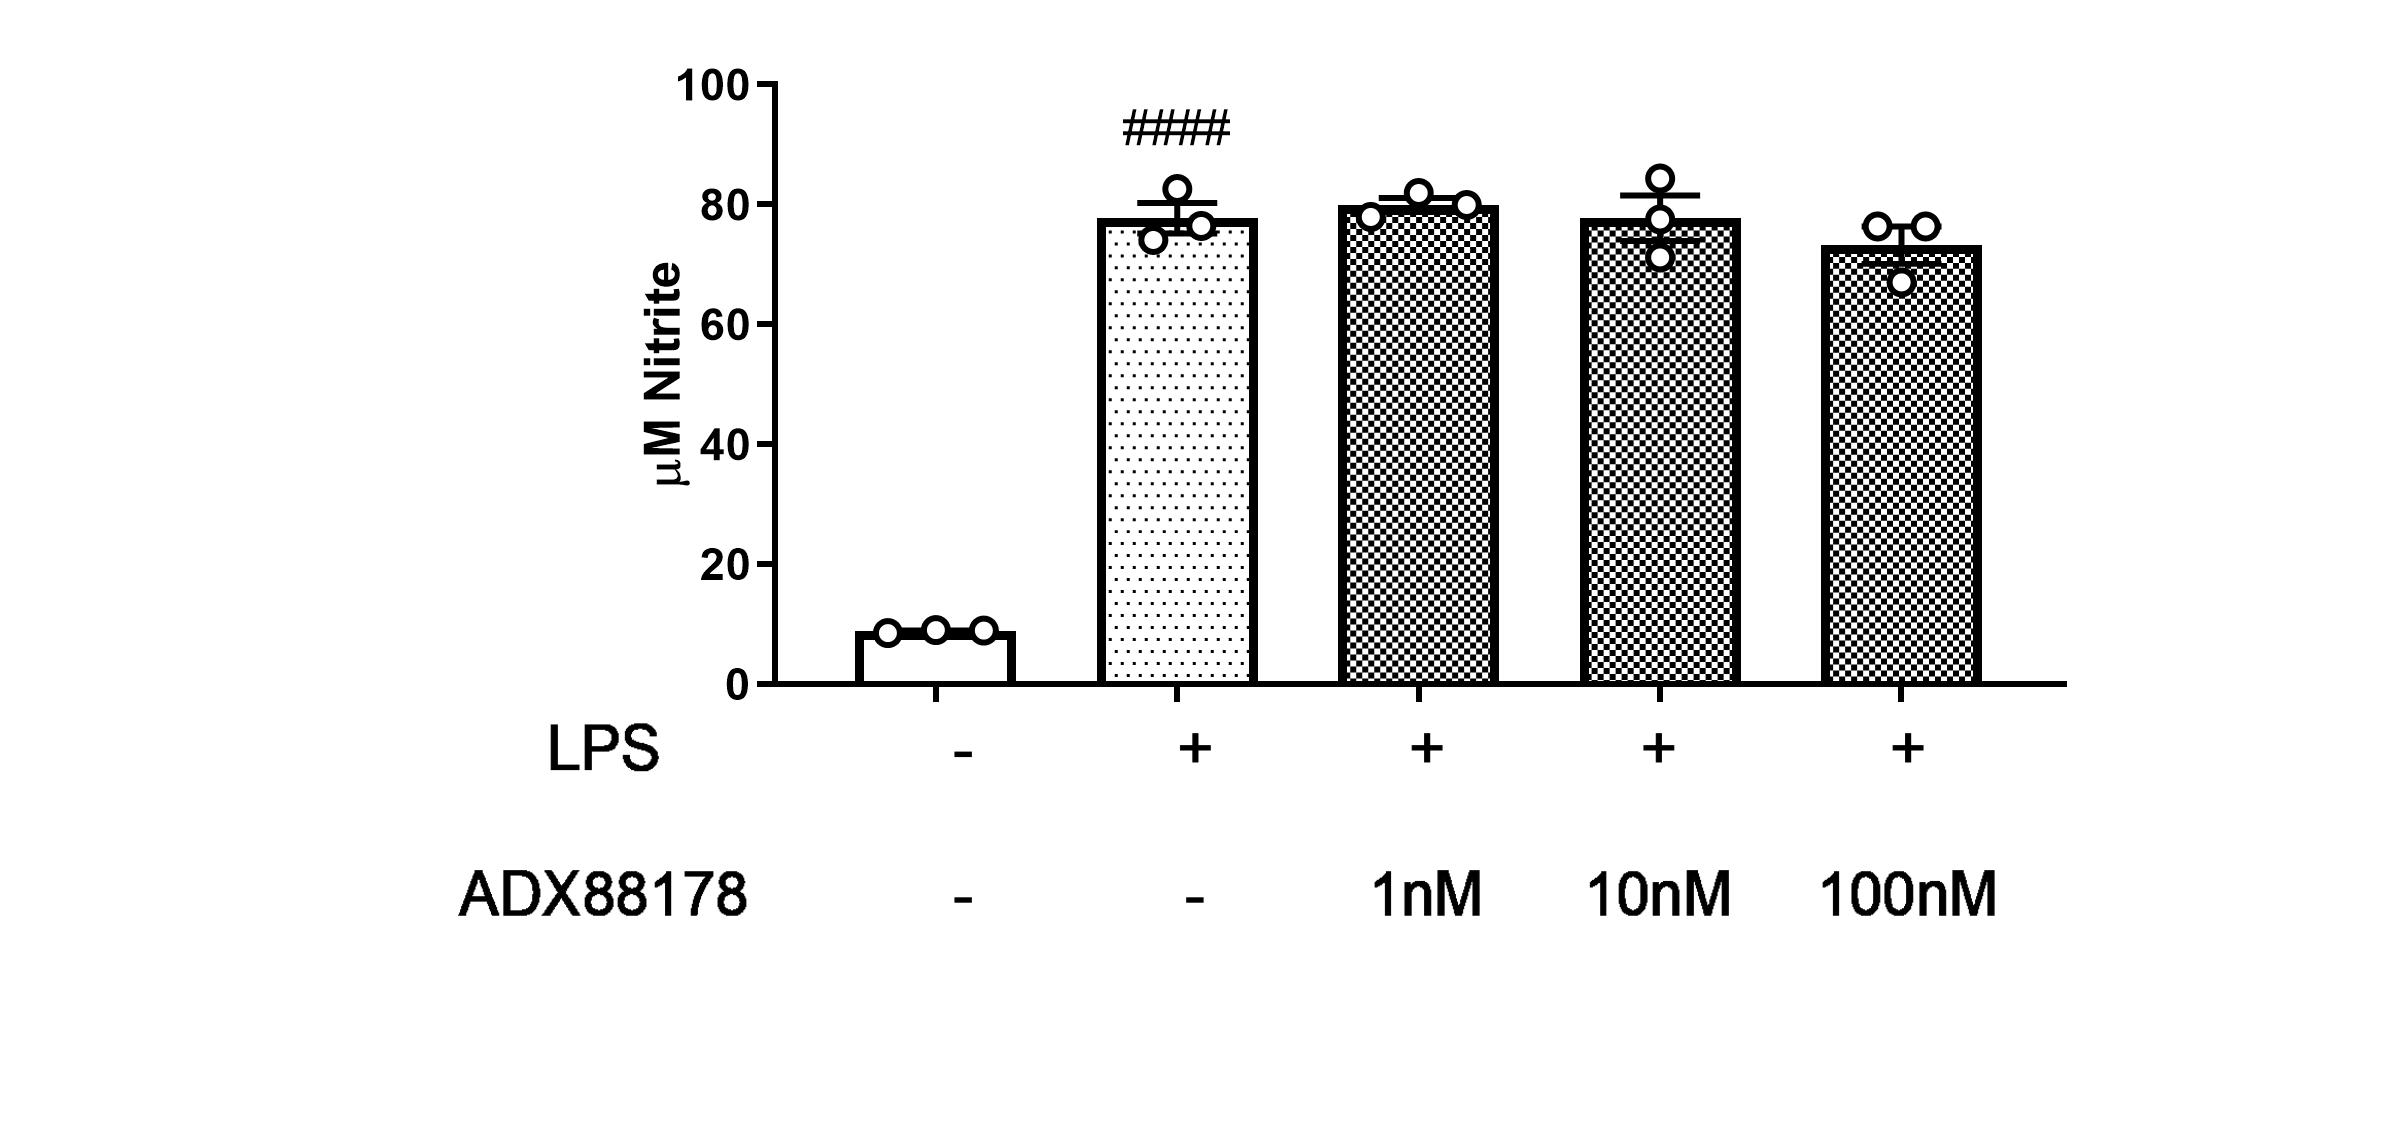 100
####
80
60
40
20
0
μM Nitrite
LPS - + + + +
ADX88178 - - 1nM 10nM 100nM